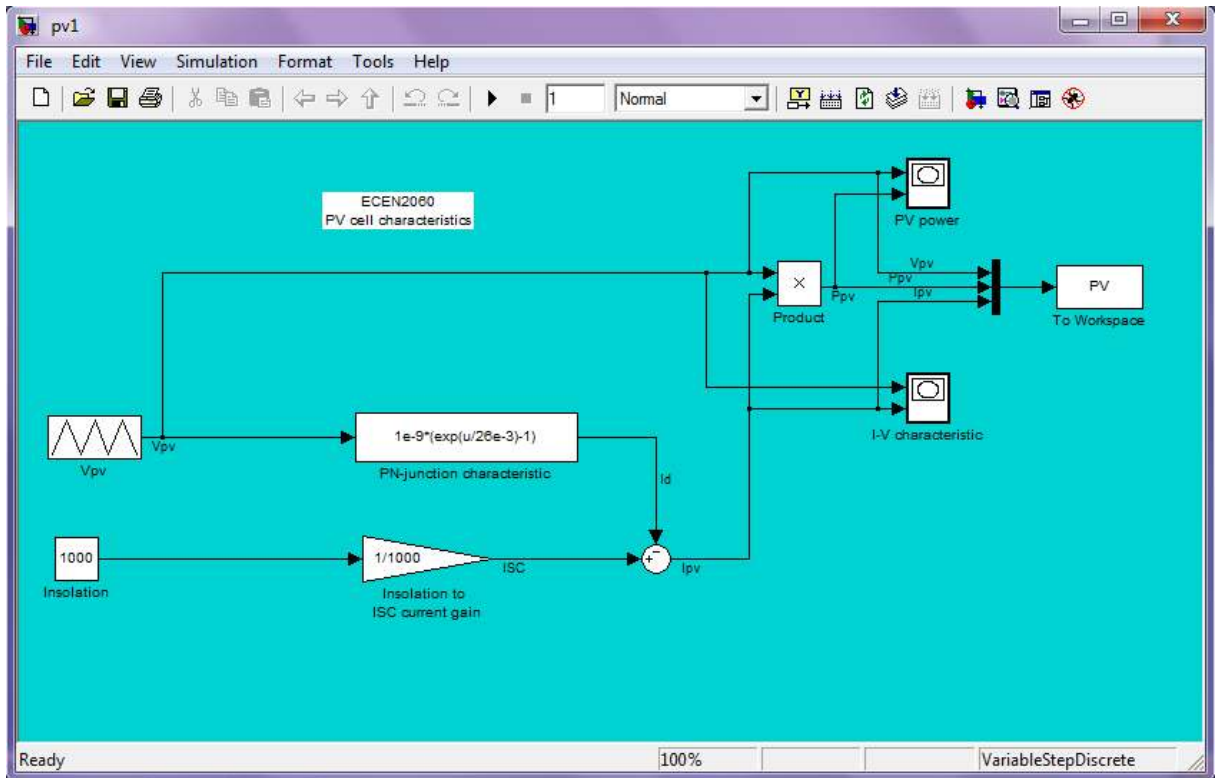 pv1
File Edit View Simulation Format Tools Help
1 Normal
ECEN2060
PV cell characteristics
PV power
Vpv
Ppv
Ipv
×
Ppv
Product
PV
To Workspace
I-V characteristic
Vpv
Vpv
1e-9*(exp(u/26e-3)-1)
PN-junction characteristic
Id
1000
Insolation
1/1000
ISC
Insolation to
ISC current gain
+ −
Ipv
Ready 100% VariableStepDiscrete